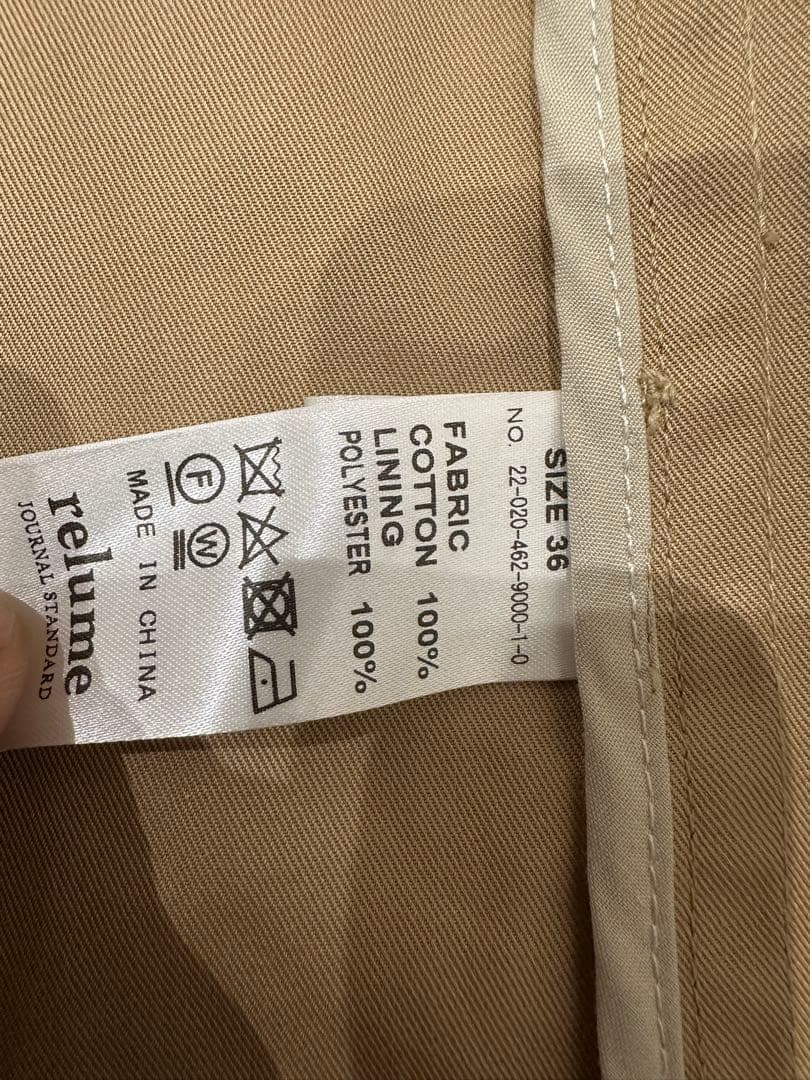 SIZE 36
NO. 22-020-462-9000-1-0
FABRIC
COTTON 100%
LINING
POLYESTER 100%
F W
MADE IN CHINA
relume
JOURNAL STANDARD